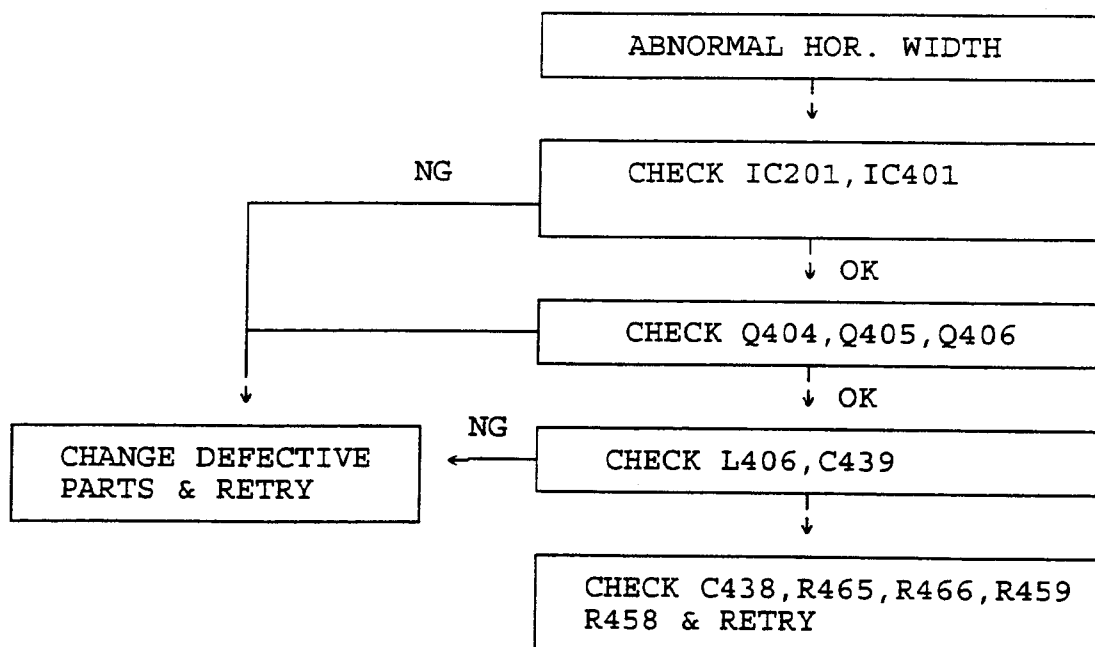 ABNORMAL HOR. WIDTH
NG
CHECK IC201,IC401
OK
CHECK Q404,Q405,Q406
OK
NG
CHANGE DEFECTIVE
PARTS & RETRY
CHECK L406,C439
CHECK C438,R465,R466,R459
R458 & RETRY